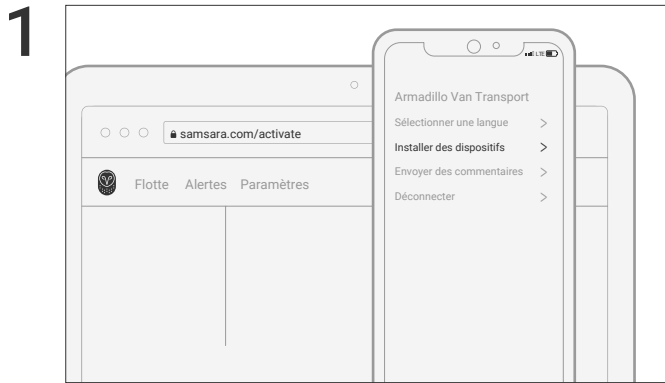 1
LTE
Armadillo Van Transport
Sélectionner une langue
samsara.com/activate
Installer des dispositifs
Flotte Alertes Paramètres
Envoyer des commentaires
Déconnecter